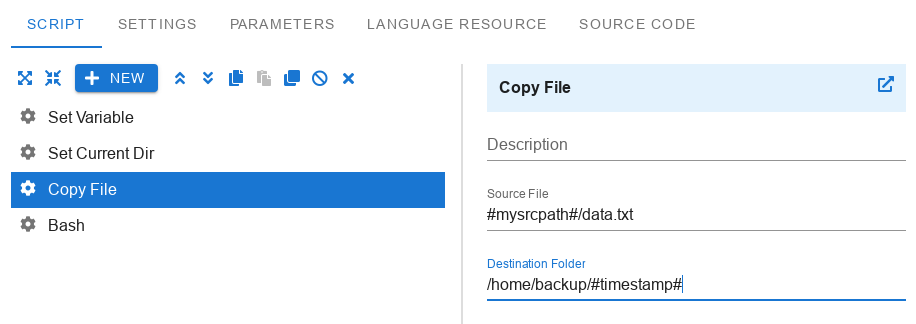 SCRIPT SETTINGS PARAMETERS LANGUAGE RESOURCE SOURCE CODE
NEW
Set Variable
Set Current Dir
Copy File
Bash
Copy File
Description
Source File
#mysrcpath#/data.txt
Destination Folder
/home/backup/#timestamp#